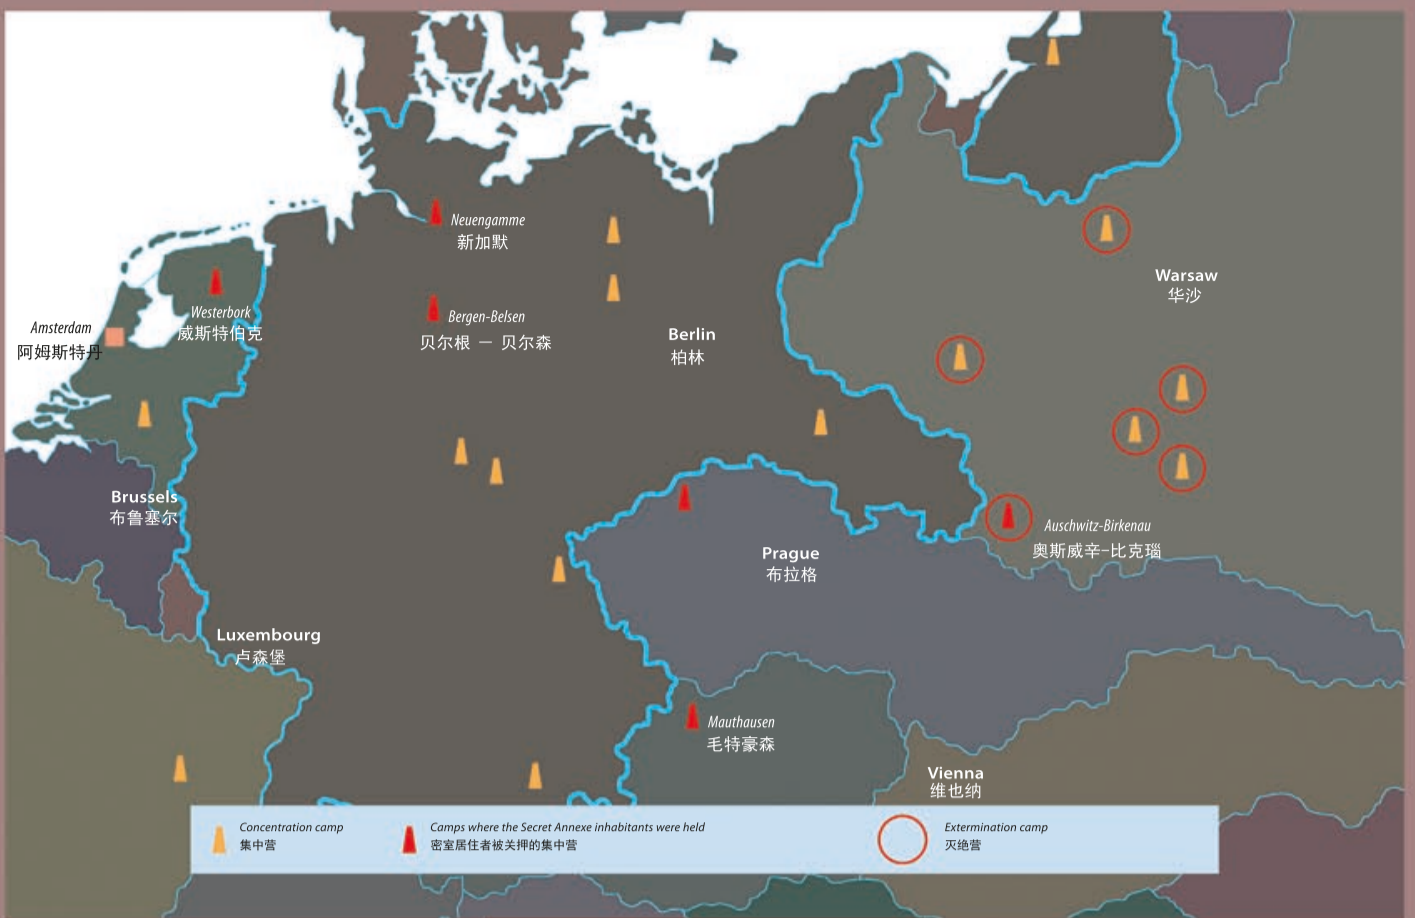 Neuengamme
新加默
Warsaw
华沙
Westerbork
威斯特伯克
Amsterdam
阿姆斯特丹
Bergen-Belsen
贝尔根 — 贝尔森
Berlin
柏林
Brussels
布鲁塞尔
Auschwitz-Birkenau
奥斯威辛-比克瑙
Prague
布拉格
Luxembourg
卢森堡
Mauthausen
毛特豪森
Vienna
维也纳
Concentration camp
集中营
Camps where the Secret Annexe inhabitants were held
密室居住者被关押的集中营
Extermination camp
灭绝营